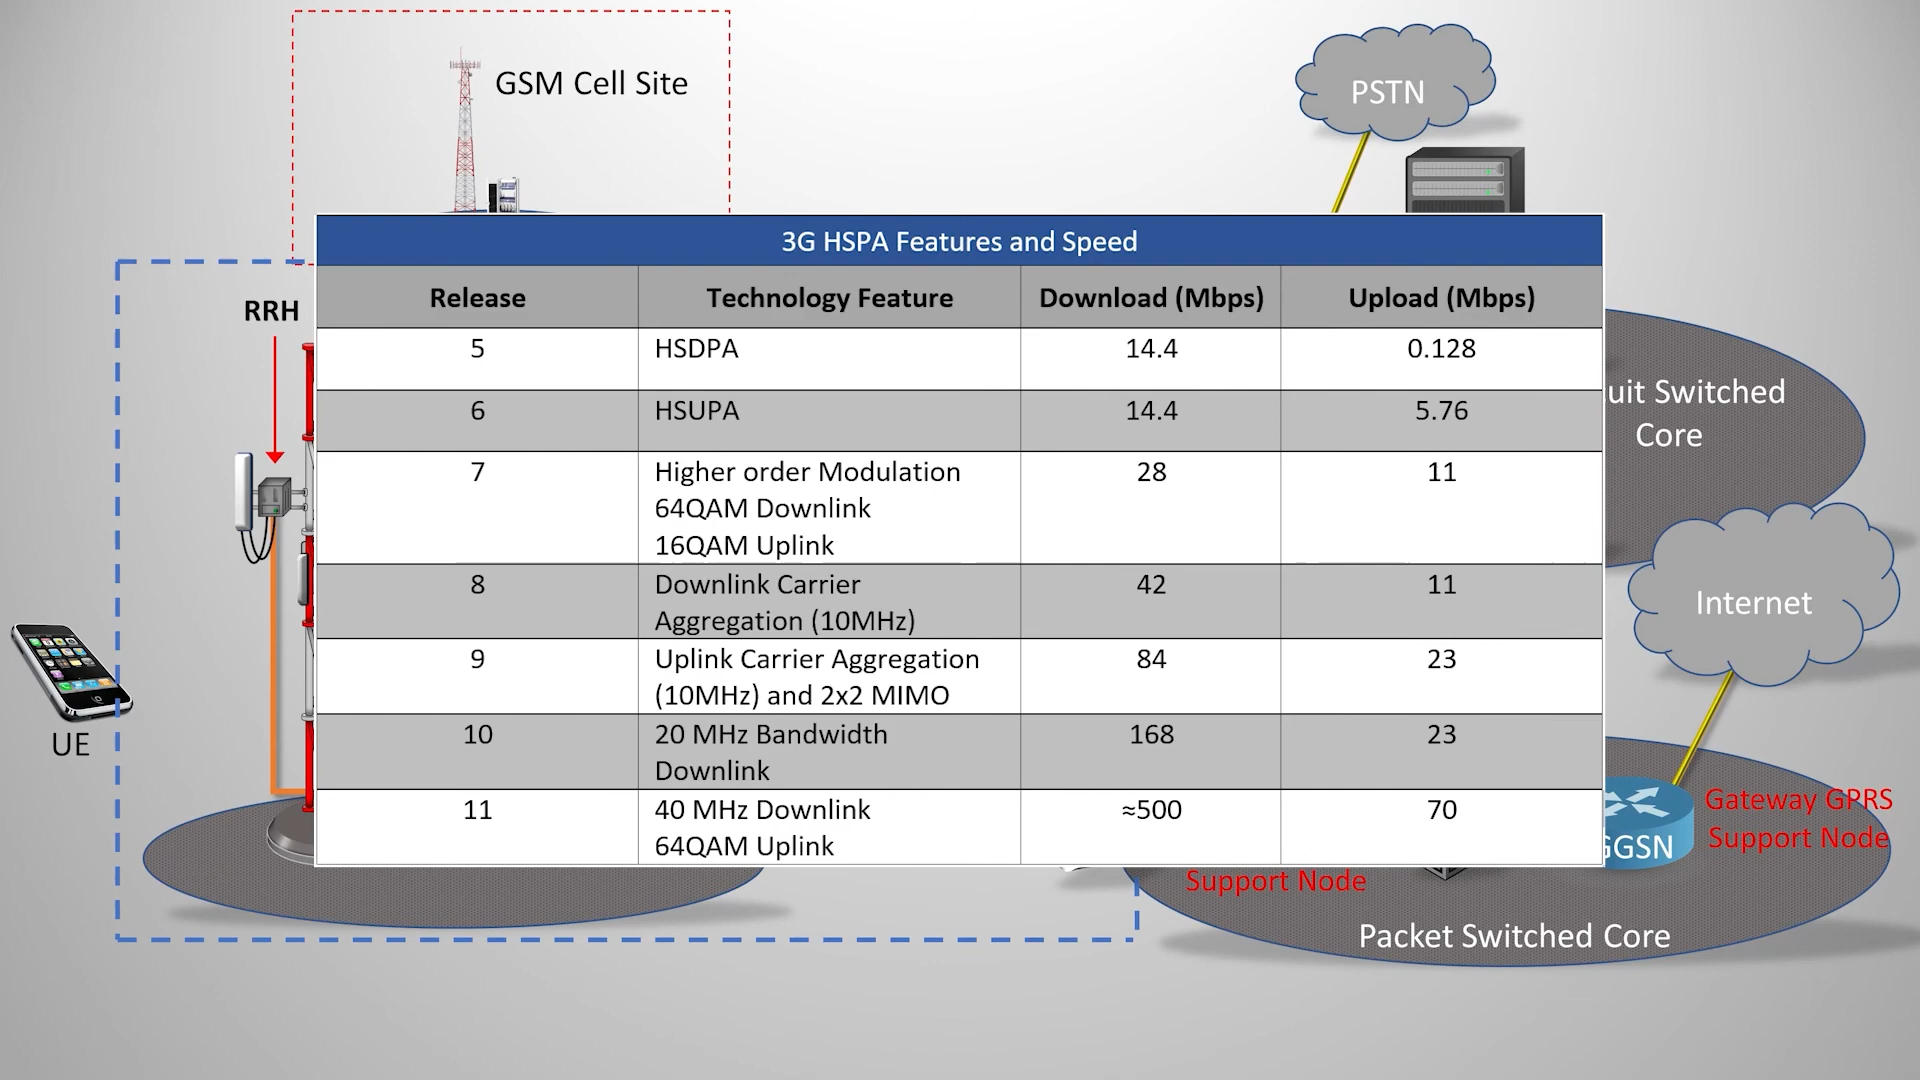 GSM Cell Site
PSTN
3G HSPA Features and Speed
Release Technology Feature Download (Mbps) Upload (Mbps)
5 HSDPA 14.4 0.128
6 HSUPA 14.4 5.76
7 Higher order Modulation 28 11
64QAM Downlink
16QAM Uplink
8 Downlink Carrier 42 11
Aggregation (10MHz)
9 Uplink Carrier Aggregation 84 23
(10MHz) and 2x2 MIMO
10 20 MHz Bandwidth 168 23
Downlink
11 40 MHz Downlink ≈500 70
64QAM Uplink
RRH
UE
uit Switched
Core
Internet
Gateway GPRS
Support Node
GGSN
Support Node
Packet Switched Core